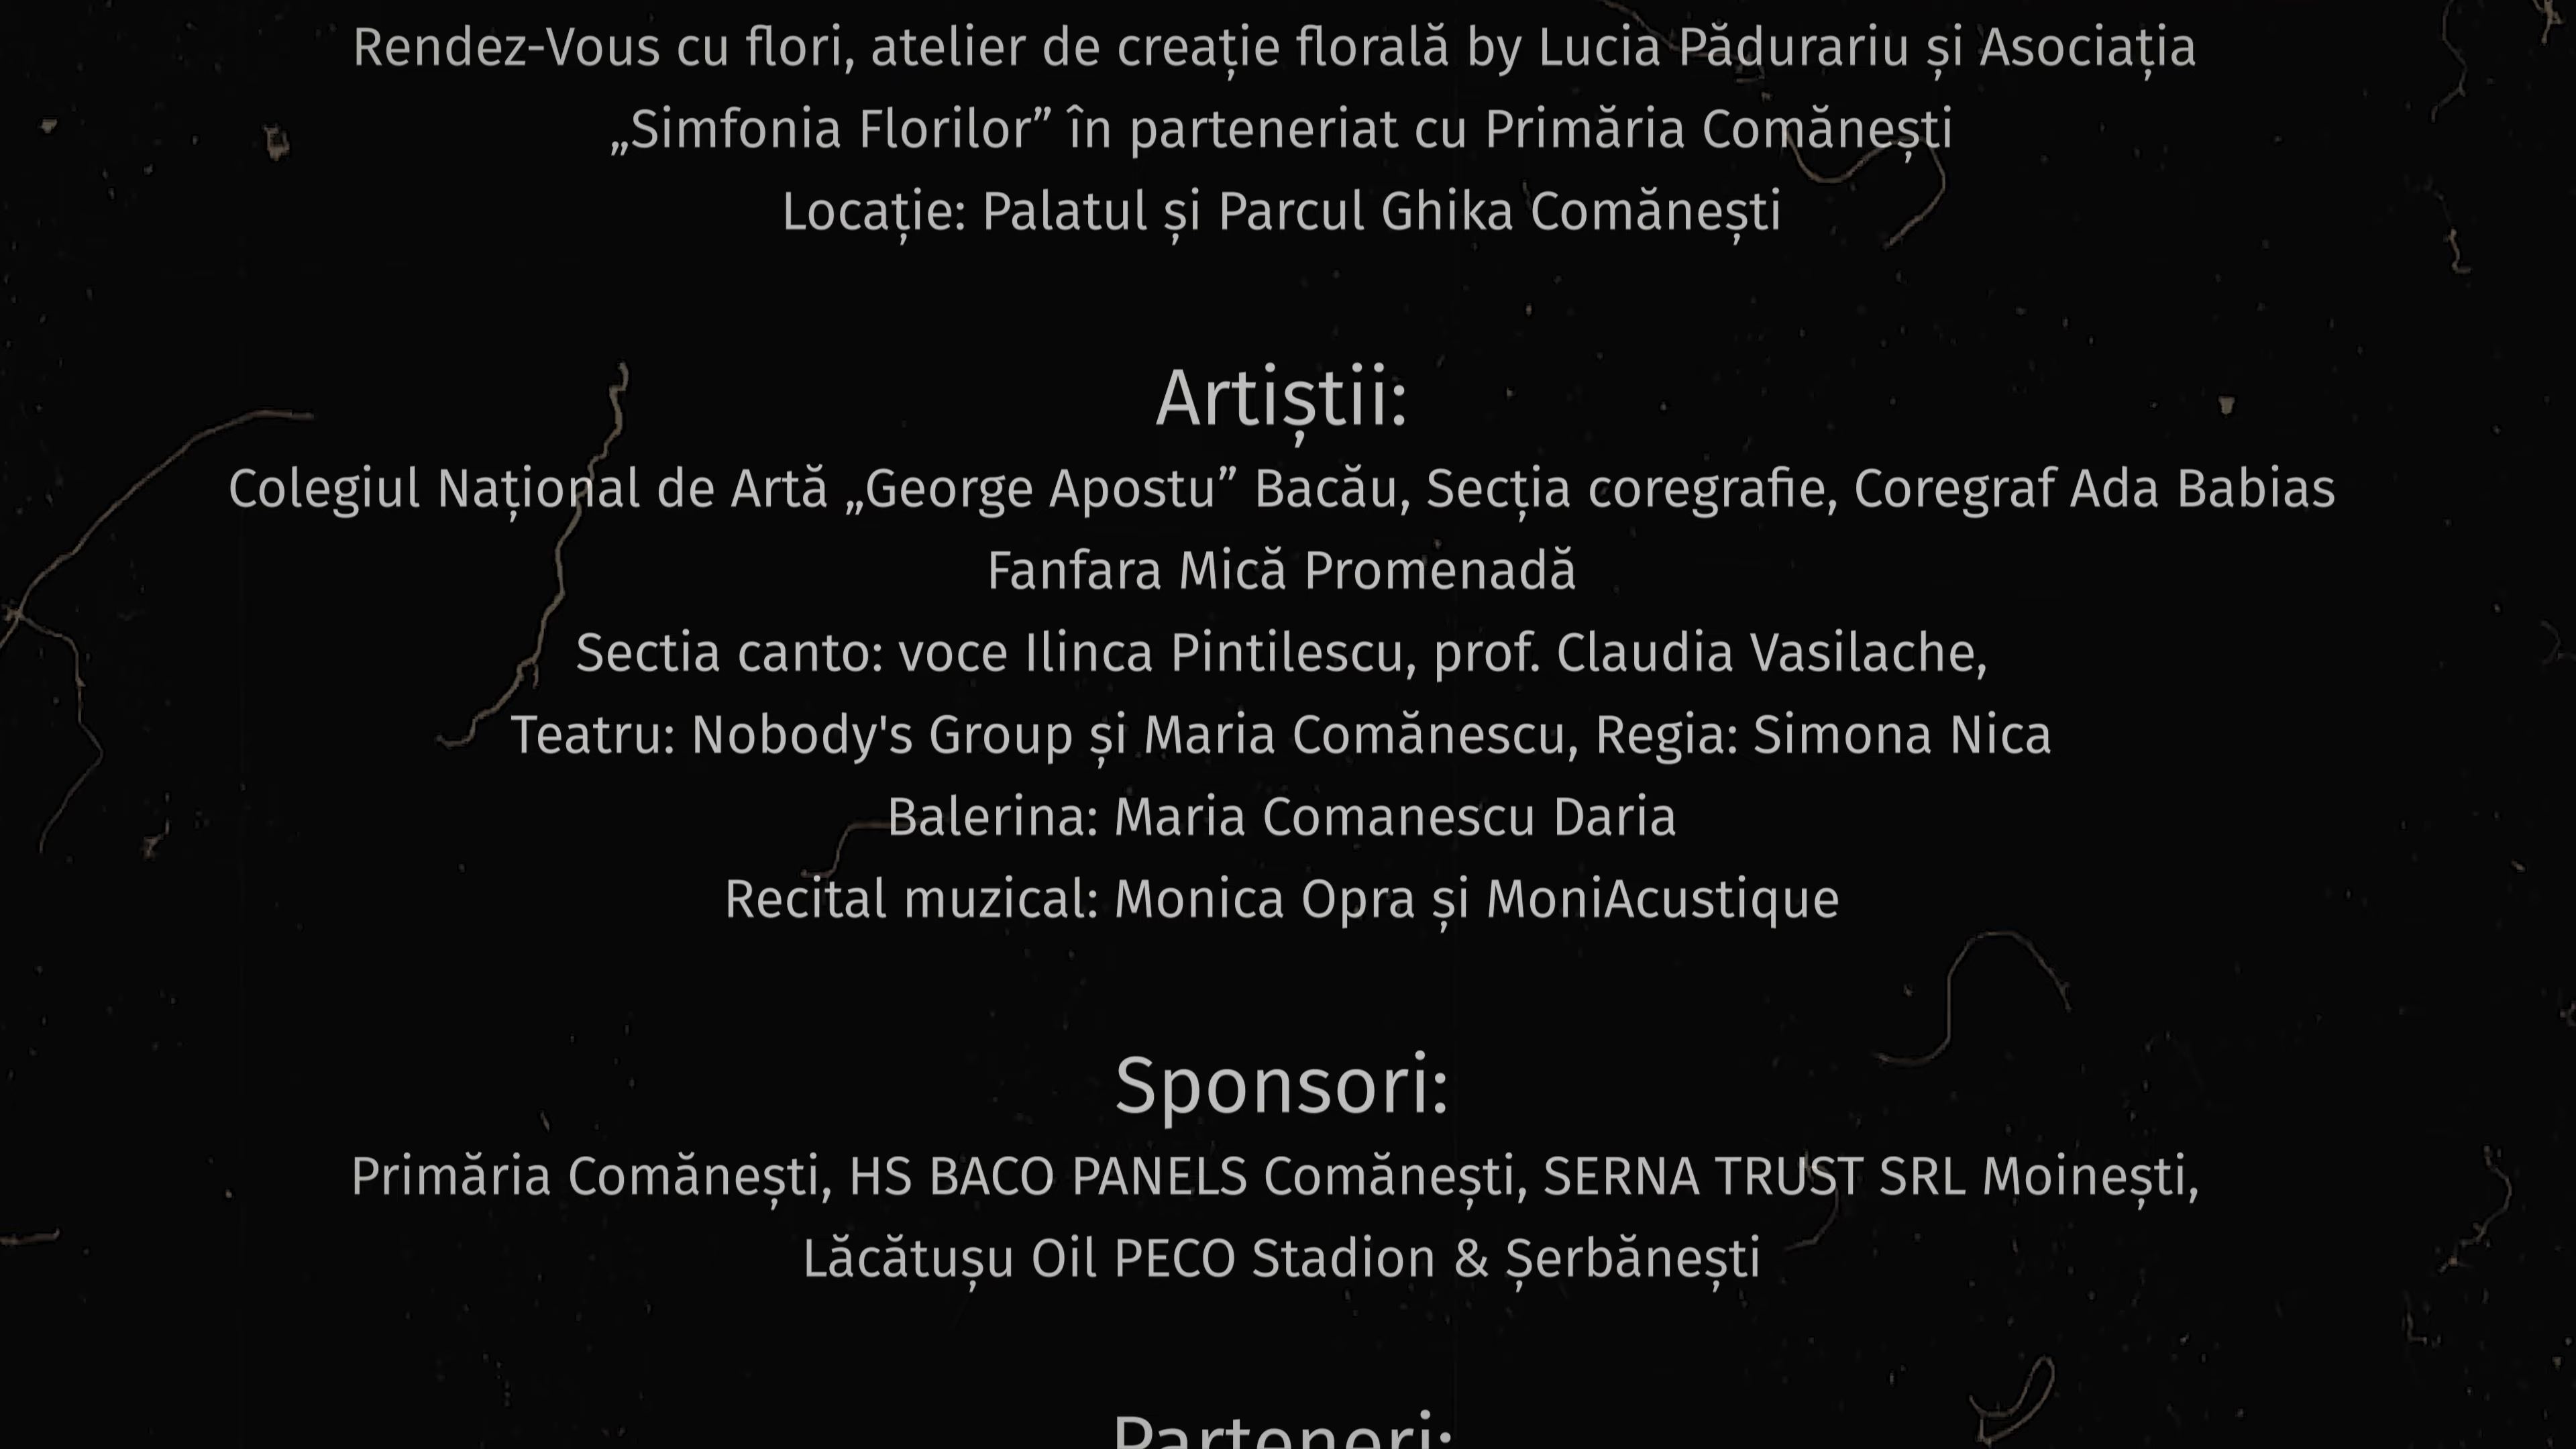 Rendez-Vous cu flori, atelier de creație florală by Lucia Pădurariu și Asociația
„Simfonia Florilor” în parteneriat cu Primăria Comănești
Locație: Palatul și Parcul Ghika Comănești
Artiștii:
Colegiul Național de Artă „George Apostu” Bacău, Secția coregrafie, Coregraf Ada Babias
Fanfara Mică Promenadă
Sectia canto: voce Ilinca Pintilescu, prof. Claudia Vasilache,
Teatru: Nobody's Group și Maria Comănescu, Regia: Simona Nica
Balerina: Maria Comanescu Daria
Recital muzical: Monica Opra și MoniAcustique
Sponsori:
Primăria Comănești, HS BACO PANELS Comănești, SERNA TRUST SRL Moinești,
Lăcătușu Oil PECO Stadion & Șerbănești
Parteneri: